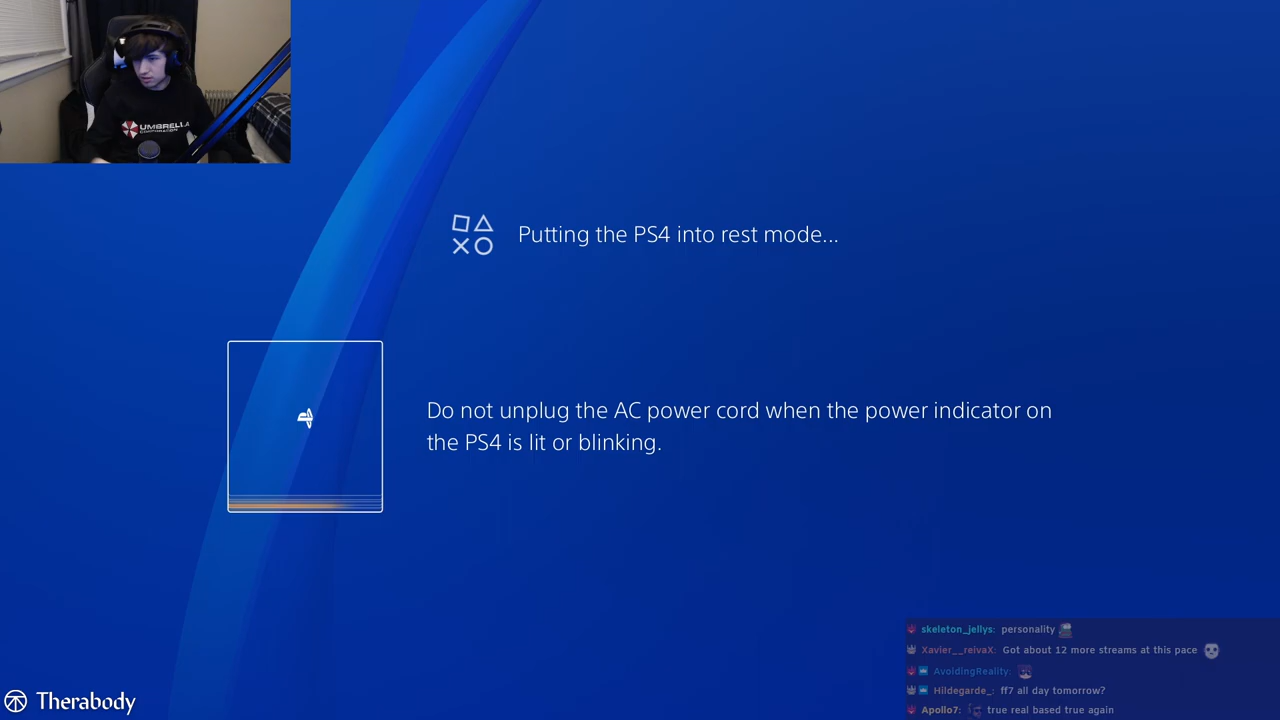 UMBRELLA
CORPORATION
Putting the PS4 into rest mode...
Do not unplug the AC power cord when the power indicator on
the PS4 is lit or blinking.
skeleton_jellys: personality
Xavier__reivaX: Got about 12 more streams at this pace
AvoidingReality:
Hildegarde_: ff7 all day tomorrow?
Apollo7: true real based true again
Therabody